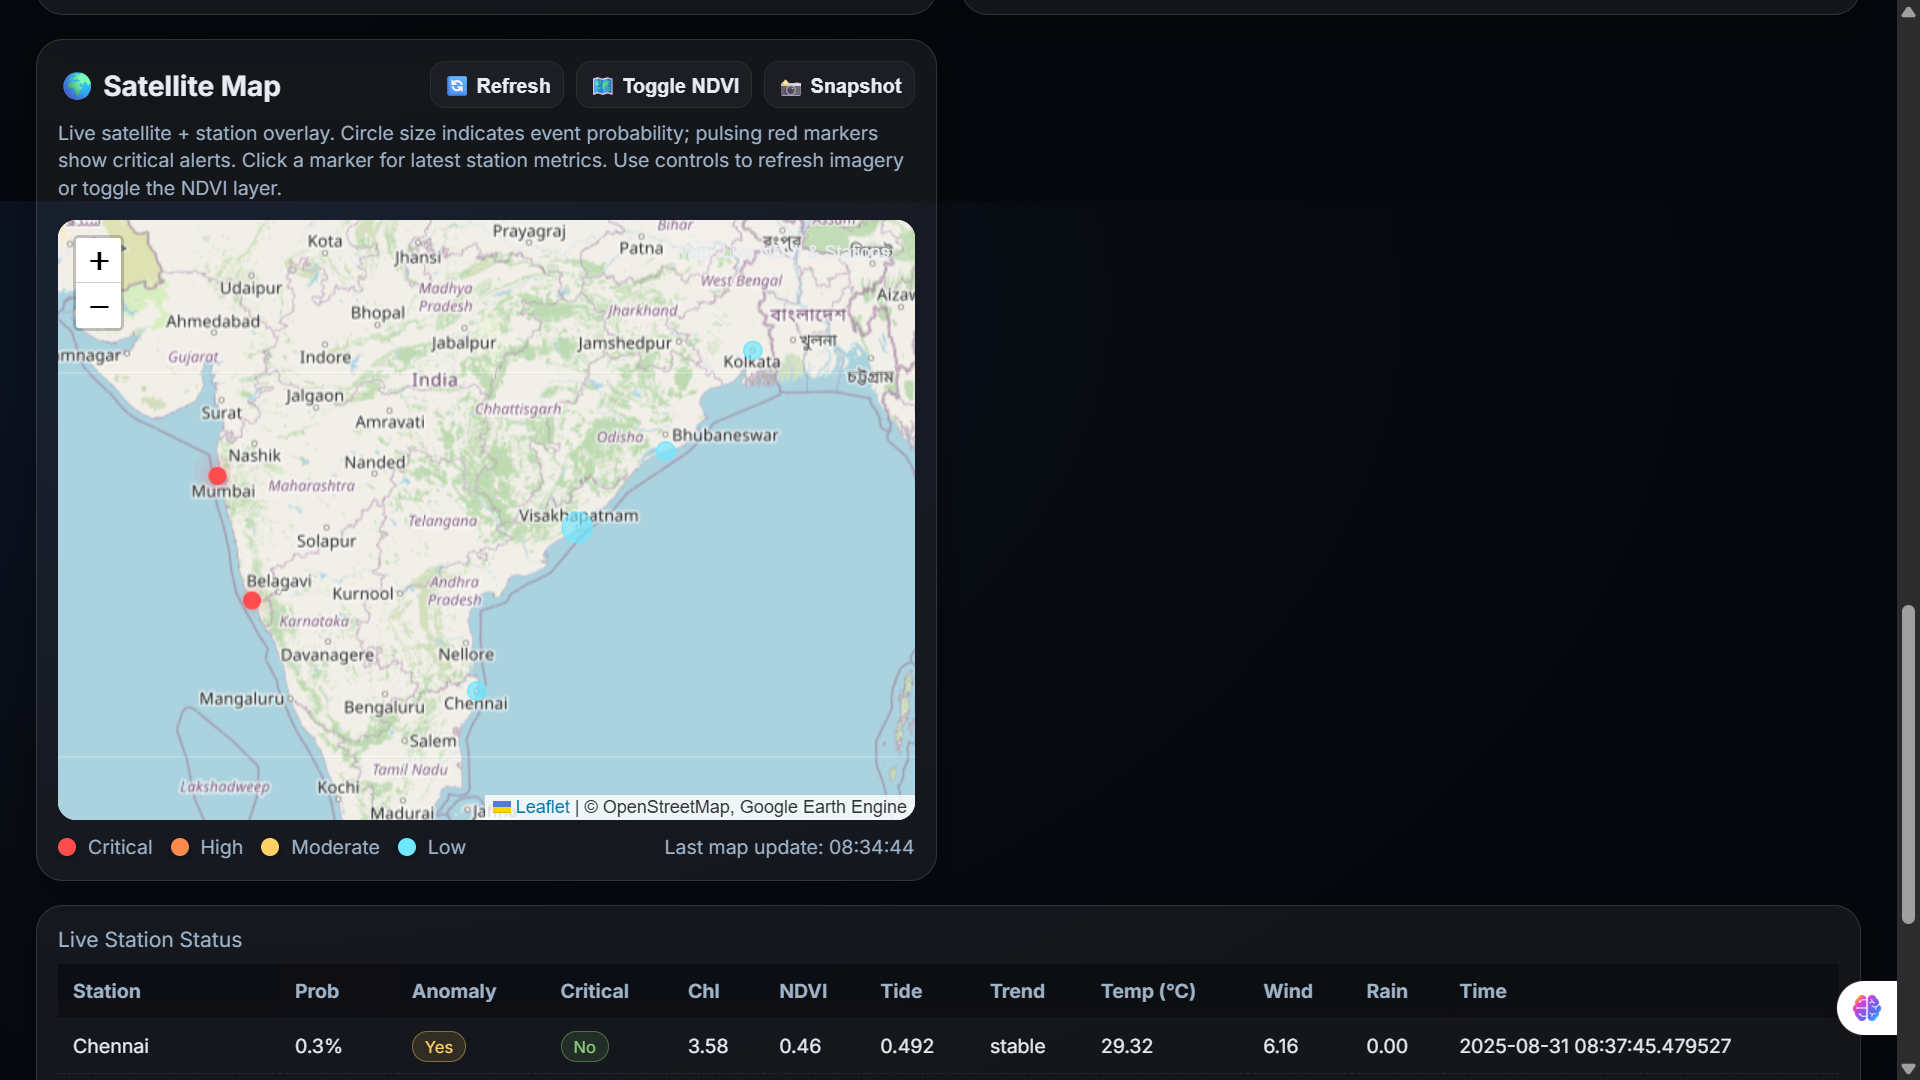 Satellite Map
Refresh
Toggle NDVI
Snapshot
Live satellite + station overlay. Circle size indicates event probability; pulsing red markers
show critical alerts. Click a marker for latest station metrics. Use controls to refresh imagery
or toggle the NDVI layer.
+
−
Kota
Prayagraj
Bihar
Assam
Jhansi
Patna
রংপুর
& Stations
Udaipur
Madhya
Pradesh
West Bengal
Aizaw
Ahmedabad
Bhopal
Jharkhand
বাংলাদেশ
amnagar
Gujarat
Indore
Jabalpur
Jamshedpur
খুলনা
Kolkata
India
চট্টগ্রাম
Surat
Jalgaon
Amravati
Chhattisgarh
Odisha
Bhubaneswar
Nashik
Nanded
Mumbai
Maharashtra
Telangana
Visakhapatnam
Solapur
Belagavi
Kurnool
Andhra
Pradesh
Karnataka
Davanagere
Nellore
Mangaluru
Bengaluru
Chennai
Salem
Tamil Nadu
Lakshadweep
Kochi
Madurai
Ja
Leaflet | © OpenStreetMap, Google Earth Engine
Critical High Moderate Low
Last map update: 08:34:44
Live Station Status
Station Prob Anomaly Critical Chl NDVI Tide Trend Temp (°C) Wind Rain Time
Chennai 0.3% Yes No 3.58 0.46 0.492 stable 29.32 6.16 0.00 2025-08-31 08:37:45.479527